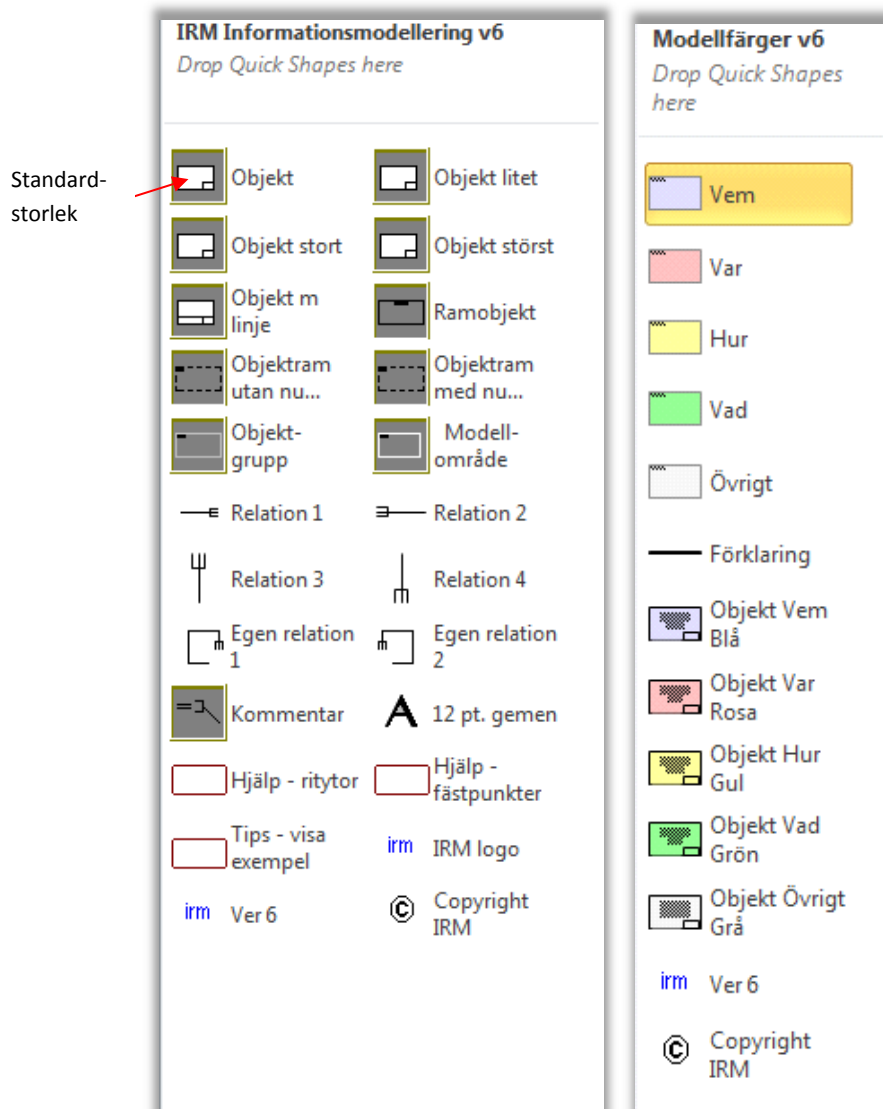 IRM Informationsmodellering v6
Drop Quick Shapes here
Standard-
storlek
Objekt
Objekt litet
Objekt stort
Objekt störst
Objekt m
linje
Ramobjekt
Objektram
utan nu...
Objektram
med nu...
Objekt-
grupp
Modell-
område
Relation 1
Relation 2
Relation 3
Relation 4
Egen relation
1
Egen relation
2
Kommentar
A 12 pt. gemen
Hjälp - ritytor
Hjälp -
fästpunkter
Tips - visa
exempel
irm IRM logo
irm Ver 6
© Copyright
IRM
Modellfärger v6
Drop Quick Shapes
here
Vem
Var
Hur
Vad
Övrigt
Förklaring
Objekt Vem
Blå
Objekt Var
Rosa
Objekt Hur
Gul
Objekt Vad
Grön
Objekt Övrigt
Grå
irm Ver 6
© Copyright
IRM